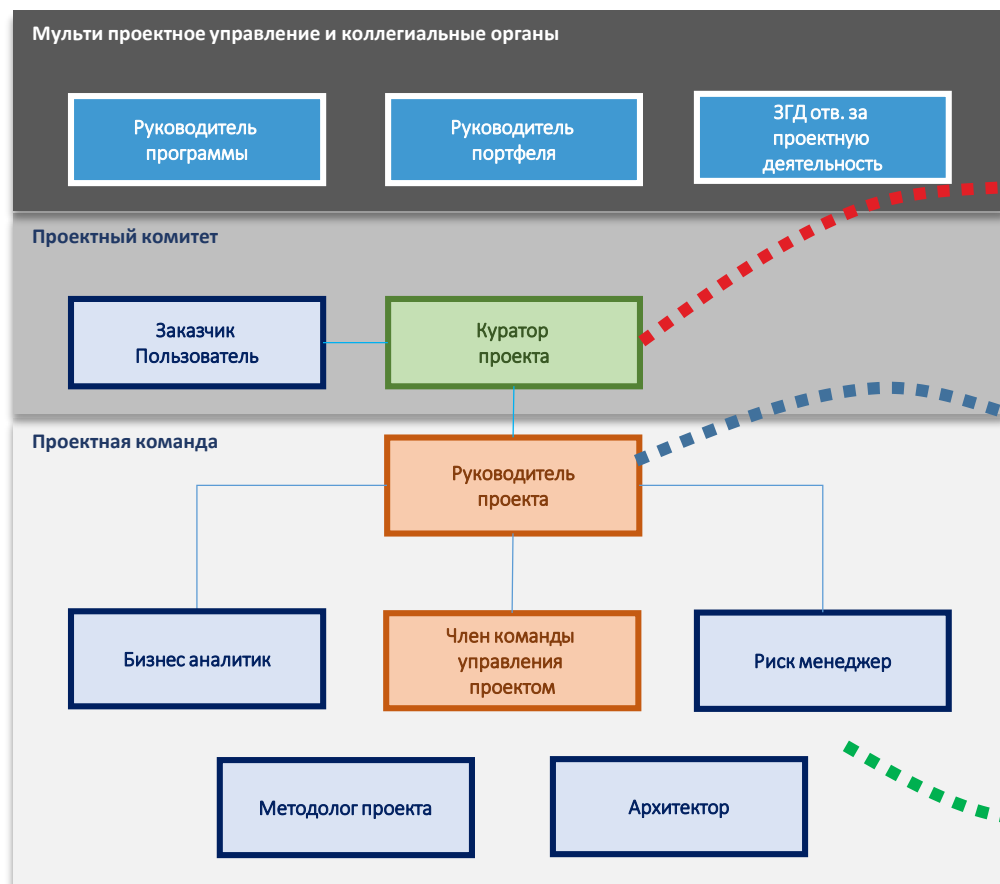 Мульти проектное управление и коллегиальные органы
Руководитель
программы
Руководитель
портфеля
ЗГД отв. за
проектную
деятельность
Проектный комитет
Заказчик
Пользователь
Куратор
проекта
Проектная команда
Руководитель
проекта
Бизнес аналитик
Член команды
управления
проектом
Риск менеджер
Методолог проекта
Архитектор